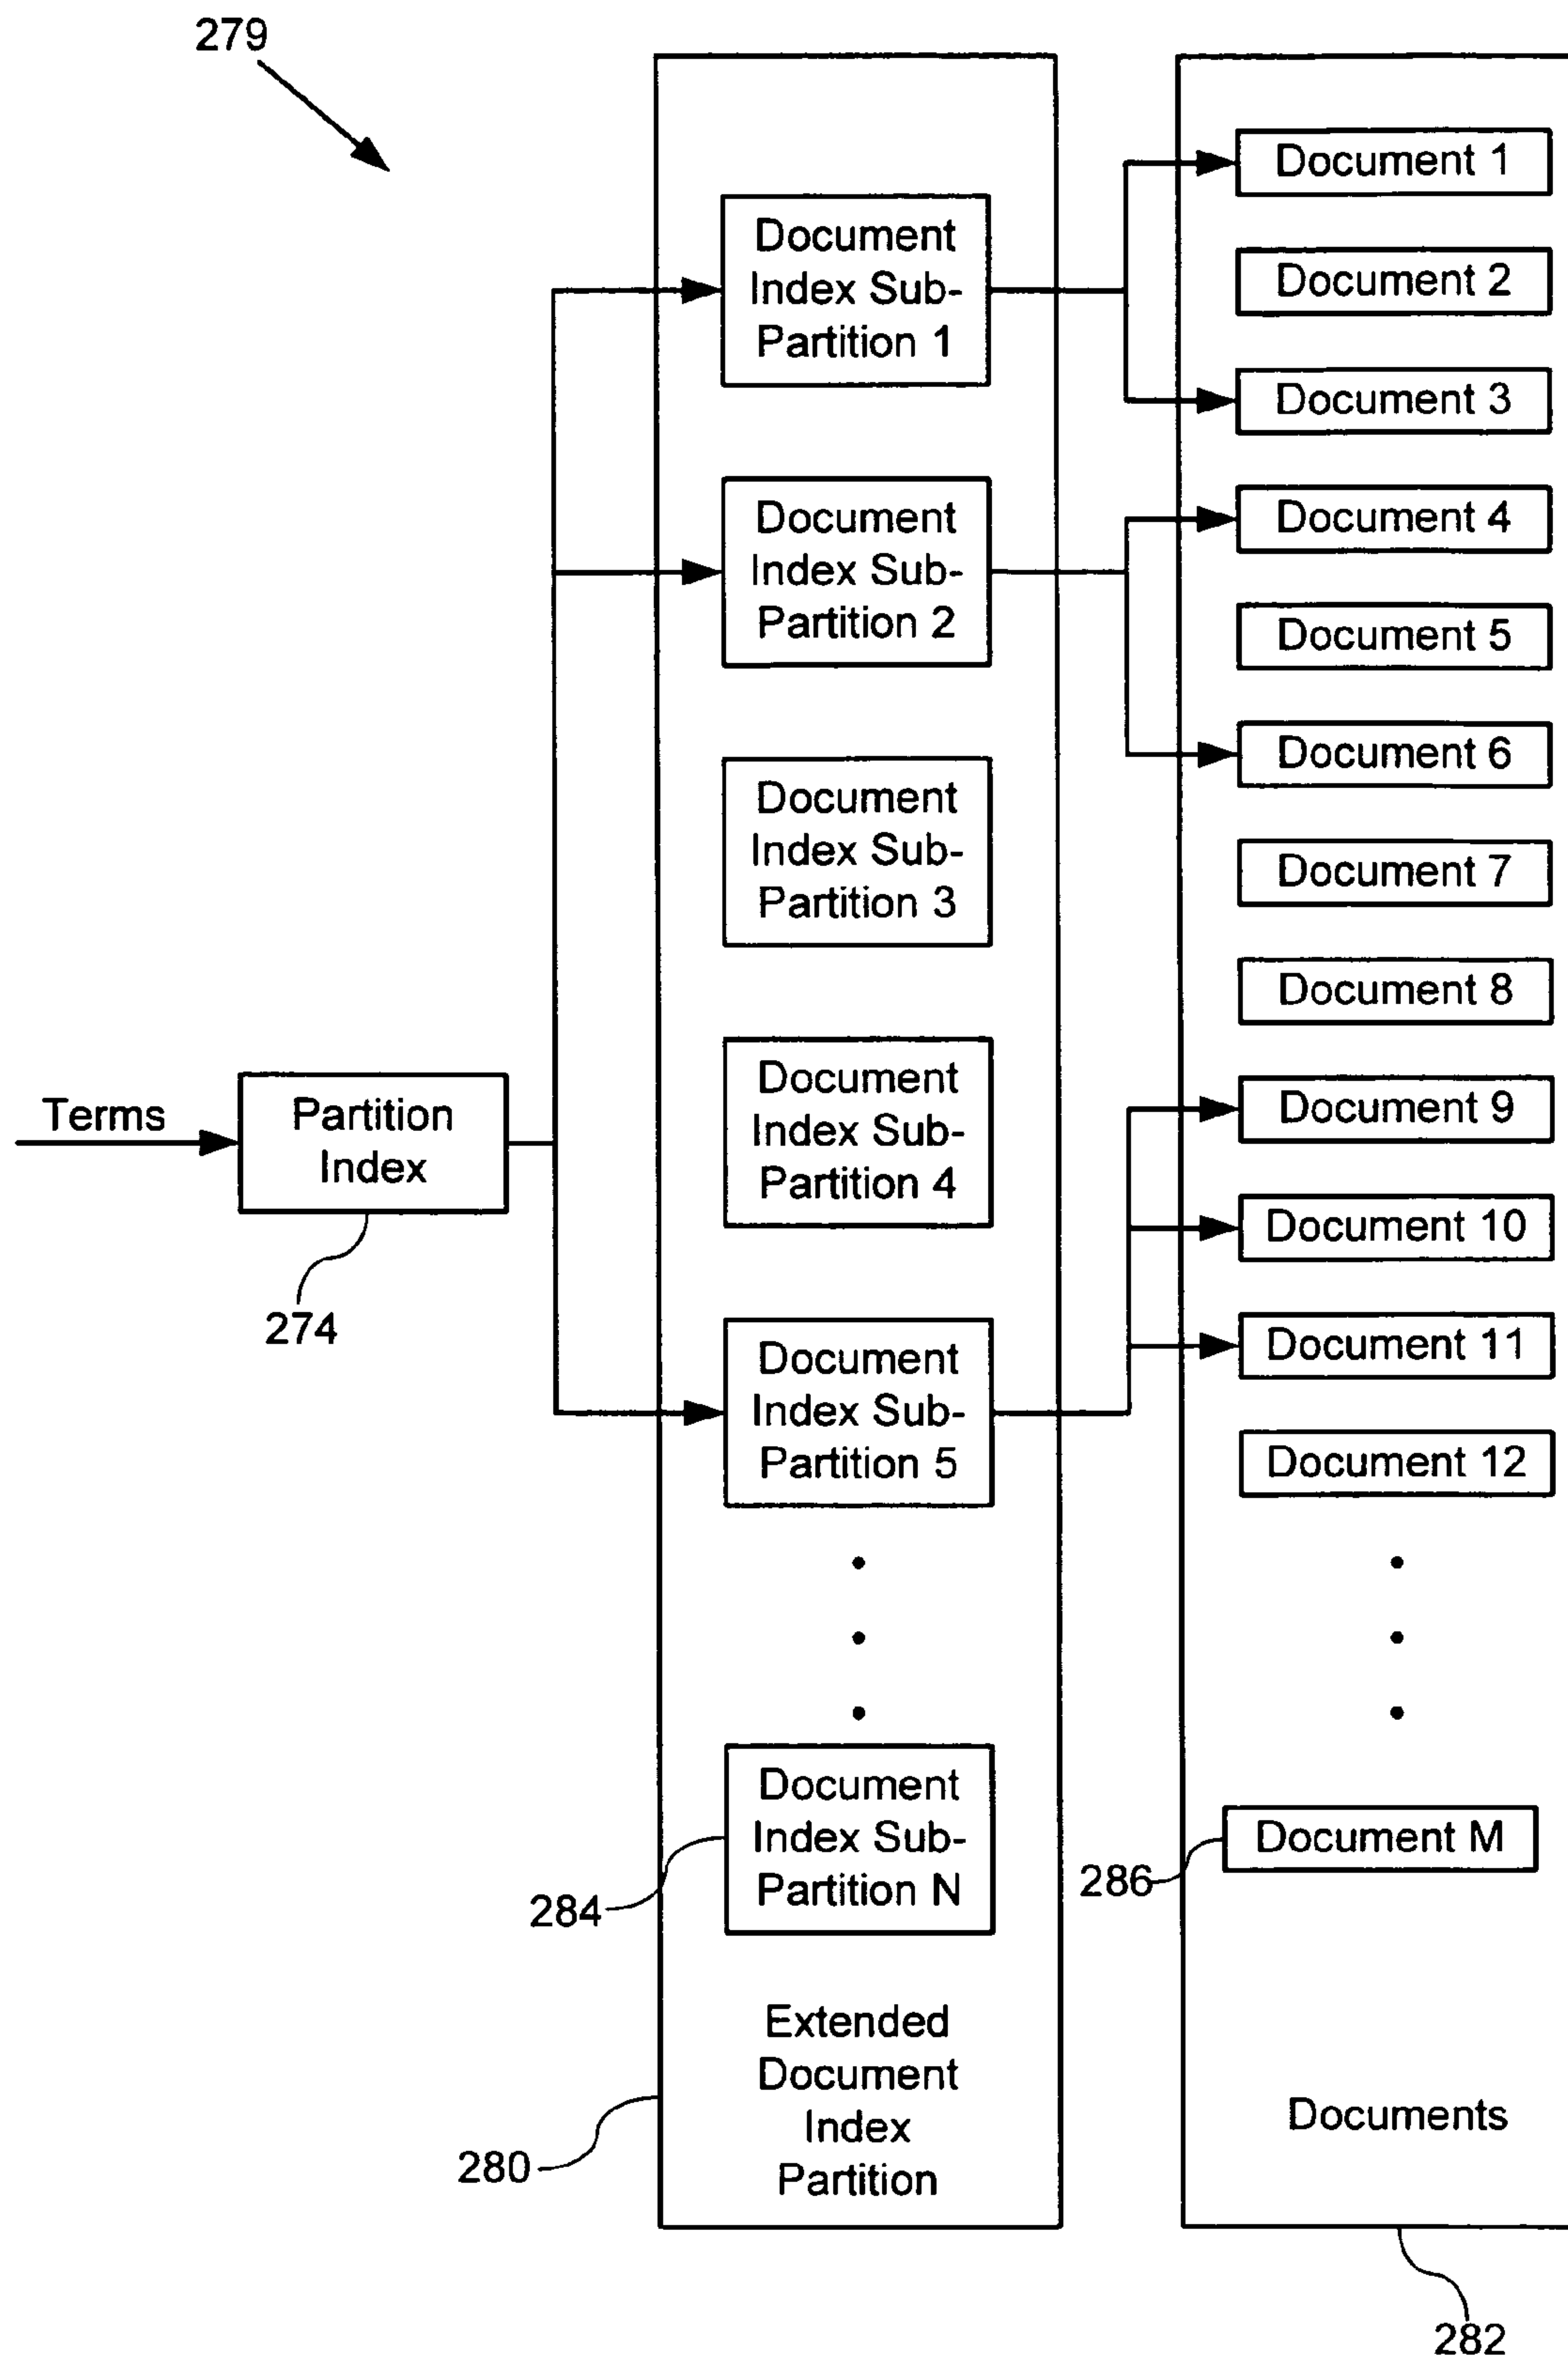 279
Terms
Partition
Index
274
Document
Index Sub-
Partition 1
Document
Index Sub-
Partition 2
Document
Index Sub-
Partition 3
Document
Index Sub-
Partition 4
Document
Index Sub-
Partition 5
Document
Index Sub-
Partition N
284
Extended
Document
Index
Partition
280
Document 1
Document 2
Document 3
Document 4
Document 5
Document 6
Document 7
Document 8
Document 9
Document 10
Document 11
Document 12
Document M
286
Documents
282